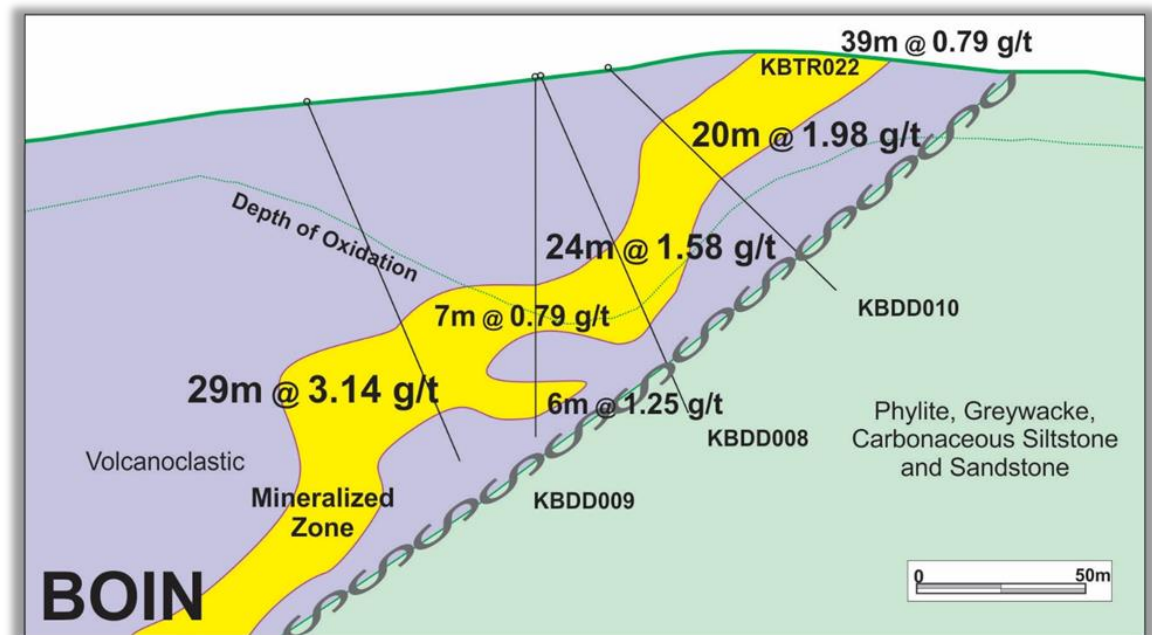 39m @ 0.79 g/t
KBTR022
20m @ 1.98 g/t
Depth of Oxidation
24m @ 1.58 g/t
KBDD010
7m @ 0.79 g/t
29m @ 3.14 g/t
6m @ 1.25 g/t
KBDD008
Phylite, Greywacke,
Carbonaceous Siltstone
and Sandstone
Volcanoclastic
Mineralized
Zone
KBDD009
BOIN
0 50m